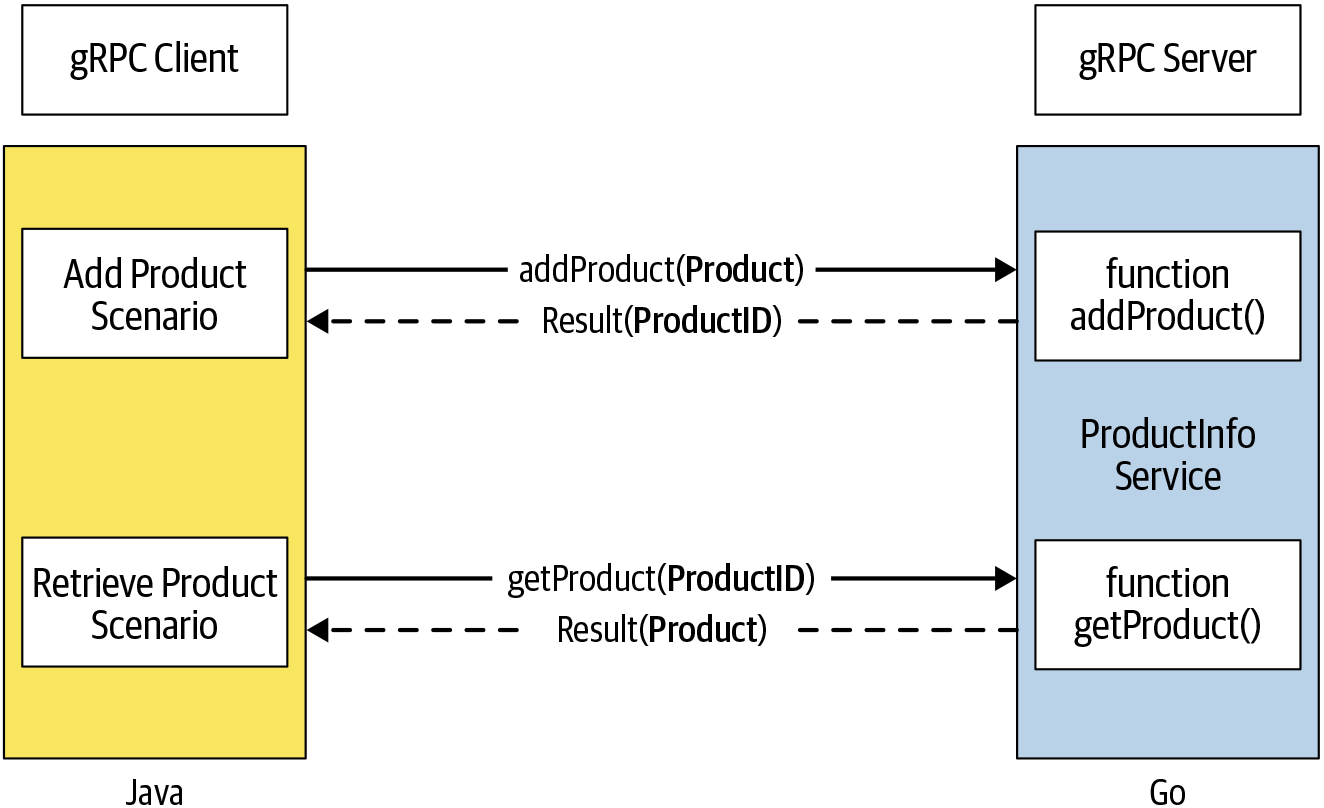 gRPC Client
gRPC Server
Add Product
Scenario
addProduct(Product)
Result(ProductID)
function
addProduct()
ProductInfo
Service
Retrieve Product
Scenario
getProduct(ProductID)
Result(Product)
function
getProduct()
Java
Go